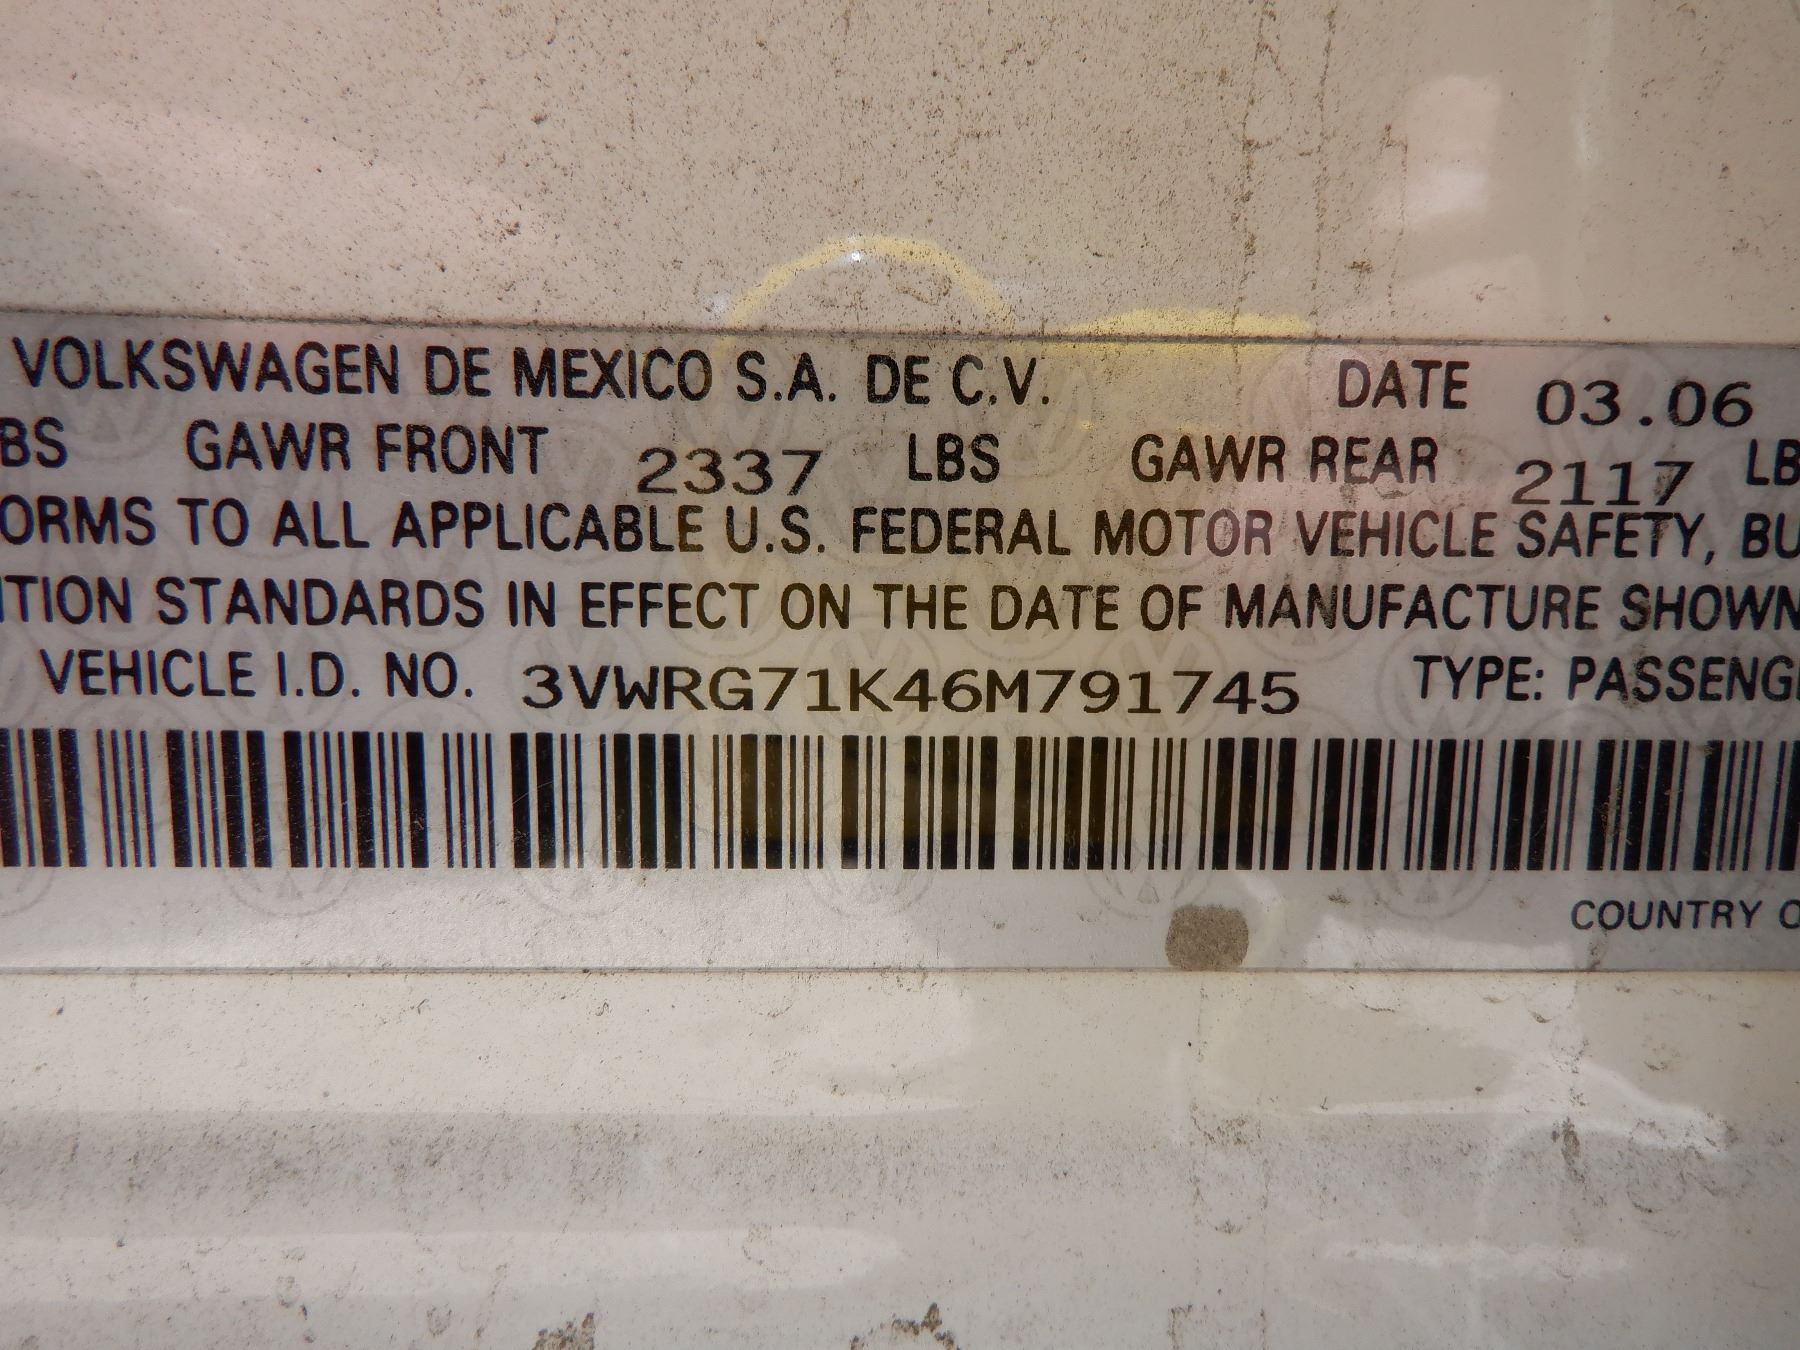 VOLKSWAGEN DE MEXICO S.A. DE C.V. DATE 03.06
BS GAWR FRONT 2337 LBS GAWR REAR 2117 LB
ORMS TO ALL APPLICABLE U.S. FEDERAL MOTOR VEHICLE SAFETY, BU
ITION STANDARDS IN EFFECT ON THE DATE OF MANUFACTURE SHOWN
VEHICLE I.D. NO. 3VWRG71K46M791745 TYPE: PASSENG
COUNTRY O